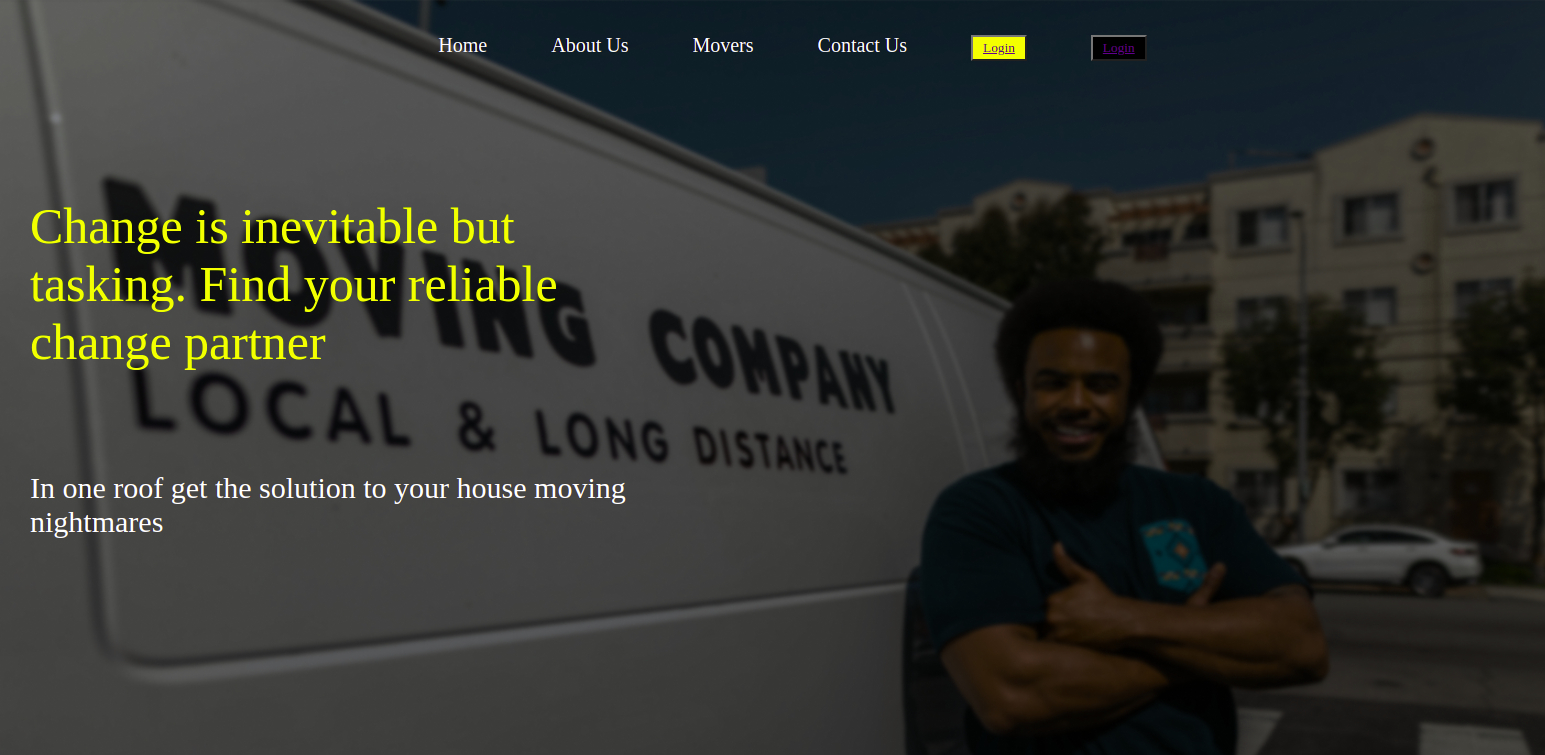 Home About Us Movers Contact Us Login Login
Change is inevitable but
tasking. Find your reliable
change partner
MOVING COMPANY
LOCAL & LONG DISTANCE
In one roof get the solution to your house moving
nightmares